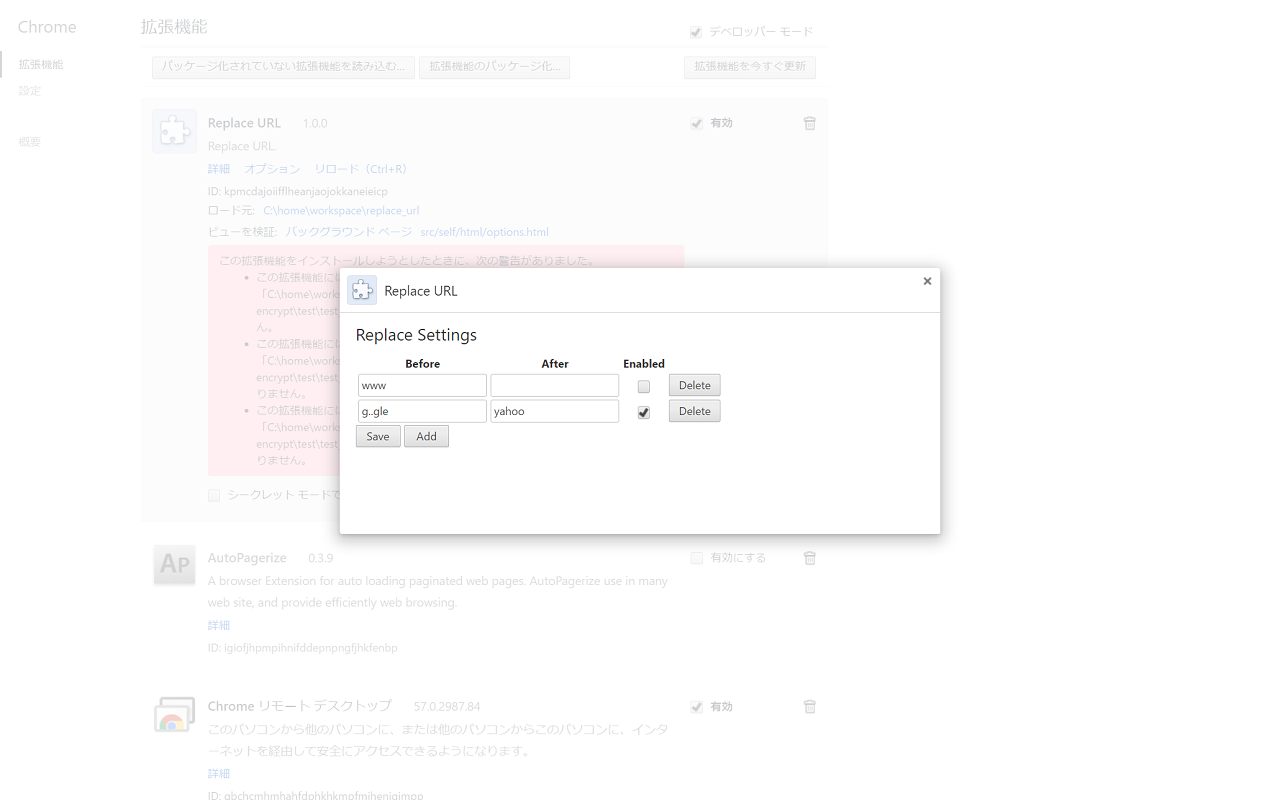 Chrome
拡張機能
設定
概要
拡張機能
デベロッパー モード
パッケージ化されていない拡張機能を読み込む...
拡張機能のパッケージ化...
拡張機能を今すぐ更新
Replace URL 1.0.0
有効
Replace URL.
詳細 オプション リロード（Ctrl+R）
ID: kpmcdajoiifflheanjaojokkaneieicp
ロード元: C:\home\workspace\replace_url
ビューを検証: バックグラウンド ページ src/self/html/options.html
この拡張機能をインストールしようとしたときに、次の警告がありました。
この拡張機能に
「C:\home\work
encrypt\test\test_
ん。
この拡張機能に
「C:\home\work
encrypt\test\test_
りません。
この拡張機能に
「C:\home\work
encrypt\test\test_
りません。
シークレット モードで
Replace URL
×
Replace Settings
Before After Enabled
www Delete
g..gle yahoo Delete
Save Add
AP
AutoPagerize 0.3.9
有効にする
A browser Extension for auto loading paginated web pages. AutoPagerize use in many
web site, and provide efficiently web browsing.
詳細
ID: igiofjhpmpihnifddepnpngfjhkfenbp
Chrome リモート デスクトップ 57.0.2987.84
有効
このパソコンから他のパソコンに、または他のパソコンからこのパソコンに、インタ
ーネットを経由して安全にアクセスできるようになります。
詳細
ID: gbchcmhmhahfdphkhkmpfmihenigjmpp